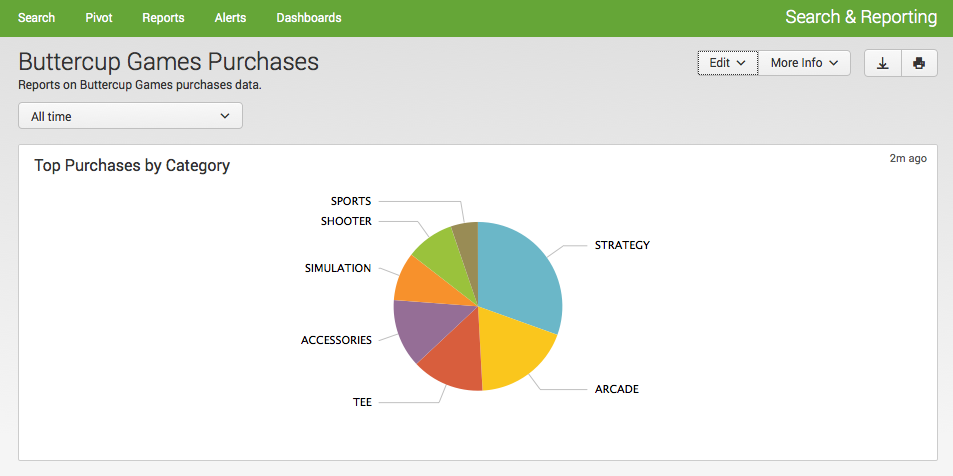 Search Pivot Reports Alerts Dashboards Search & Reporting
Buttercup Games Purchases
Edit More Info
Reports on Buttercup Games purchases data.
All time
Top Purchases by Category
2m ago
SPORTS
SHOOTER
STRATEGY
SIMULATION
ACCESSORIES
ARCADE
TEE